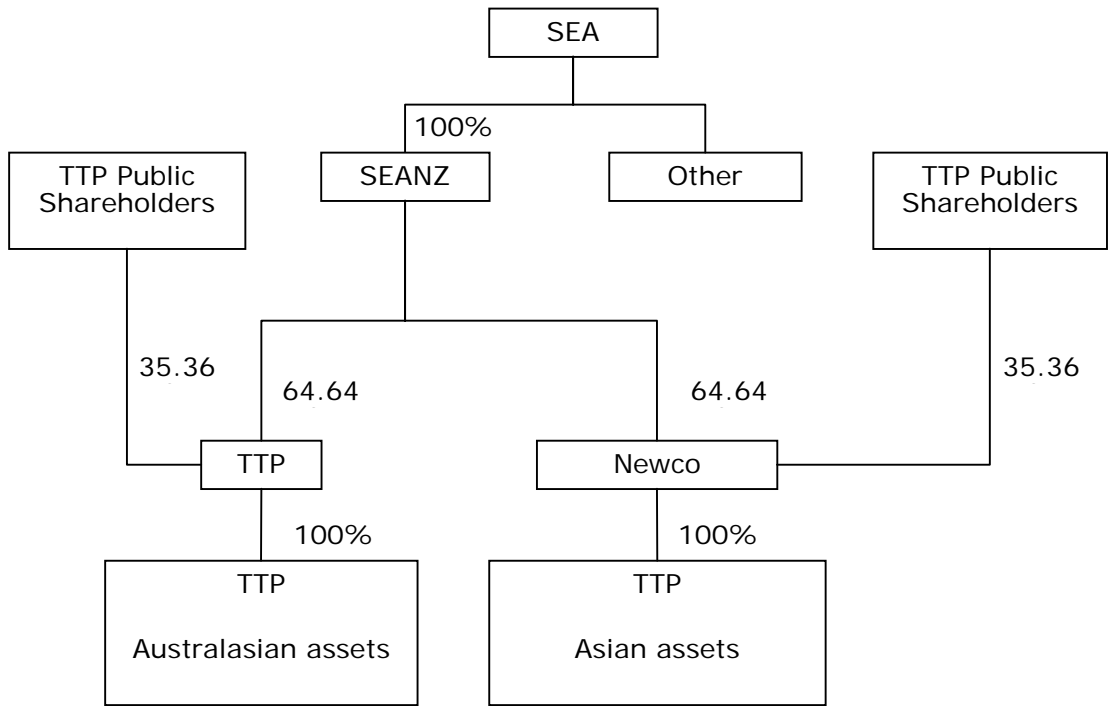 SEA
100%
TTP Public
Shareholders
SEANZ
Other
TTP Public
Shareholders
35.36
64.64
64.64
35.36
TTP
Newco
100%
100%
TTP
Australasian assets
TTP
Asian assets